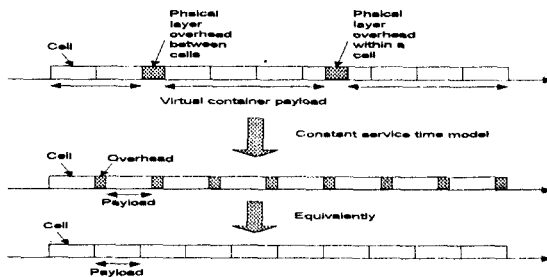 Phsical
layer
overhead
between
cells
Phsical
layer
overhead
within a
cell
Cell
Virtual container payload
Constant service time model
Cell
Overhead
Payload
Equivalently
Cell
Payload